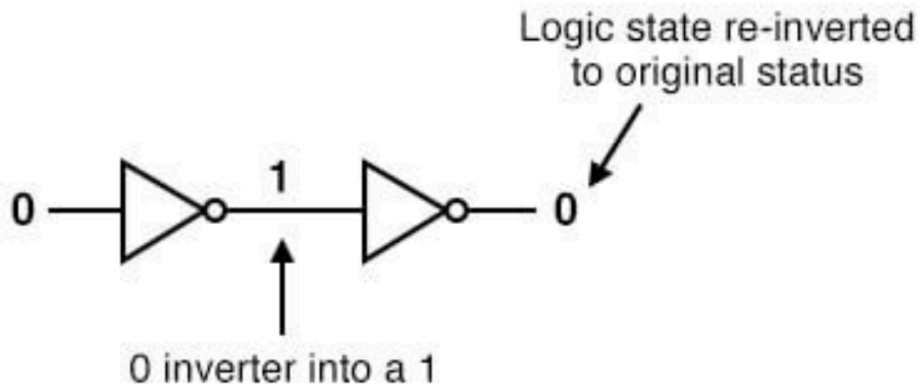 Logic state re-inverted
to original status
0
1
0
0 inverter into a 1